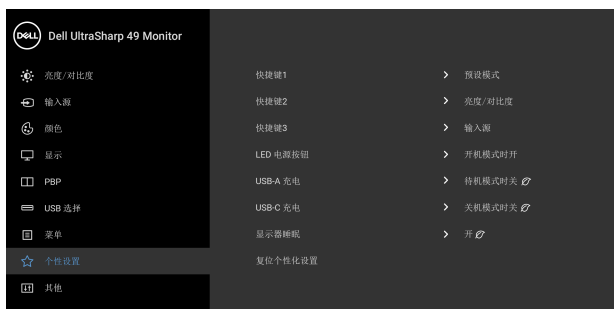 DELL Dell UltraSharp 49 Monitor
亮度/对比度
输入源
颜色
显示
PBP
USB 选择
菜单
个性设置
其他
快捷键1 > 预设模式
快捷键2 > 亮度/对比度
快捷键3 > 输入源
LED 电源按钮 > 开机模式时开
USB-A 充电 > 待机模式时关
USB-C 充电 > 关机模式时关
显示器睡眠 > 开
复位个性化设置